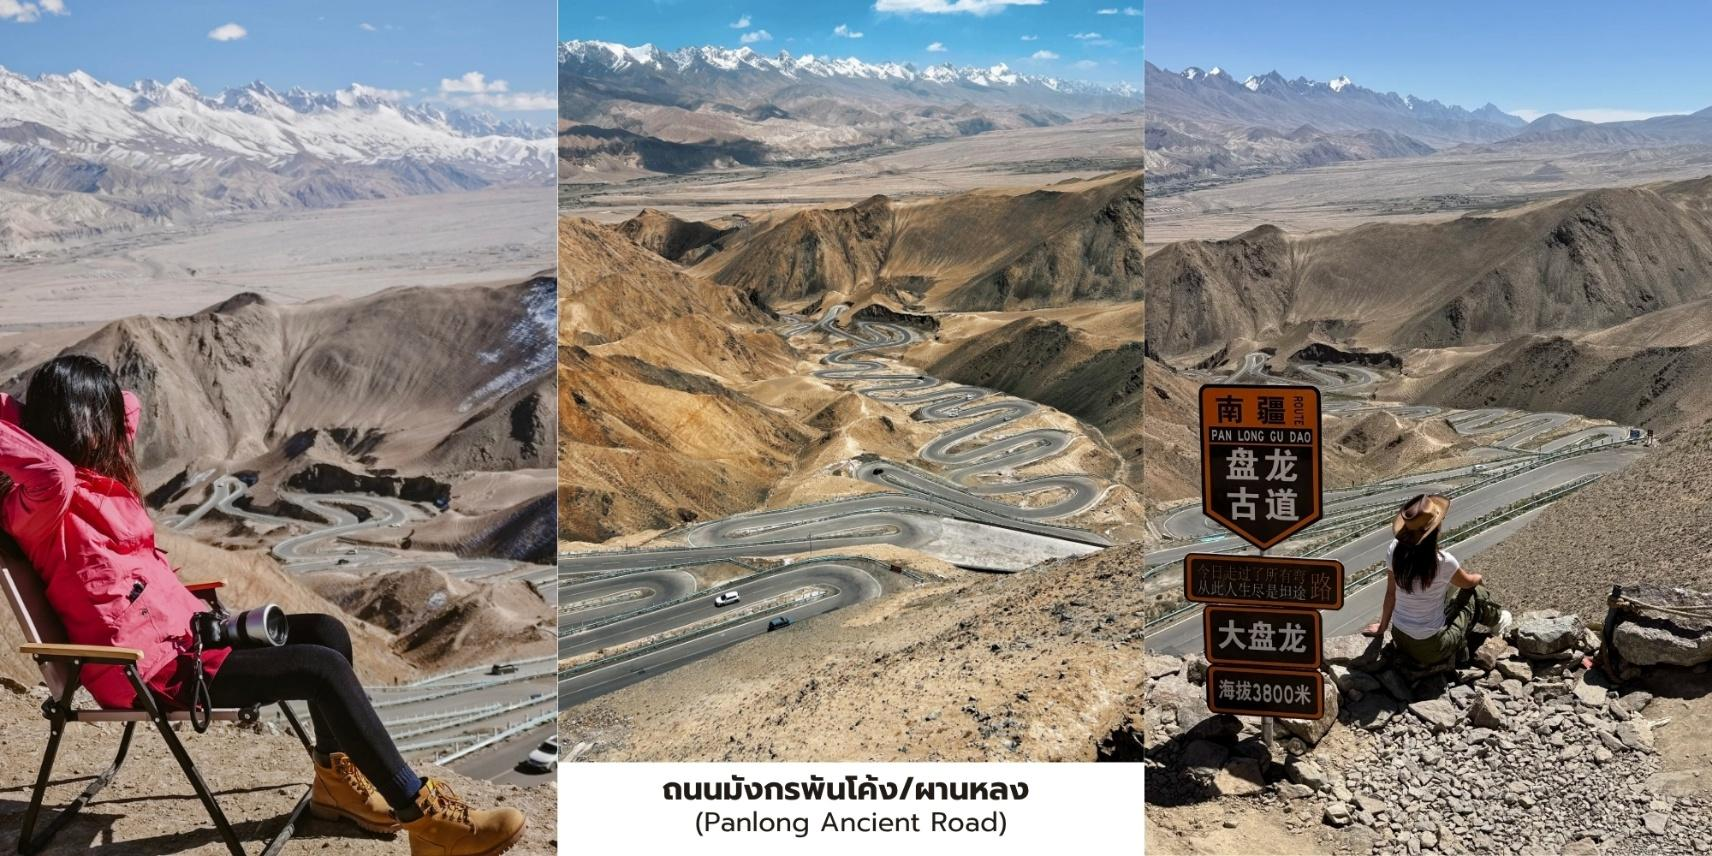 南疆 ROUTE
PAN LONG GU DAO
盘龙
古道
今日走过了所有弯
从此人生尽是坦途 路
大盘龙
海拔3800米
ถนนมังกรพันโค้ง/ผานหลง
(Panlong Ancient Road)